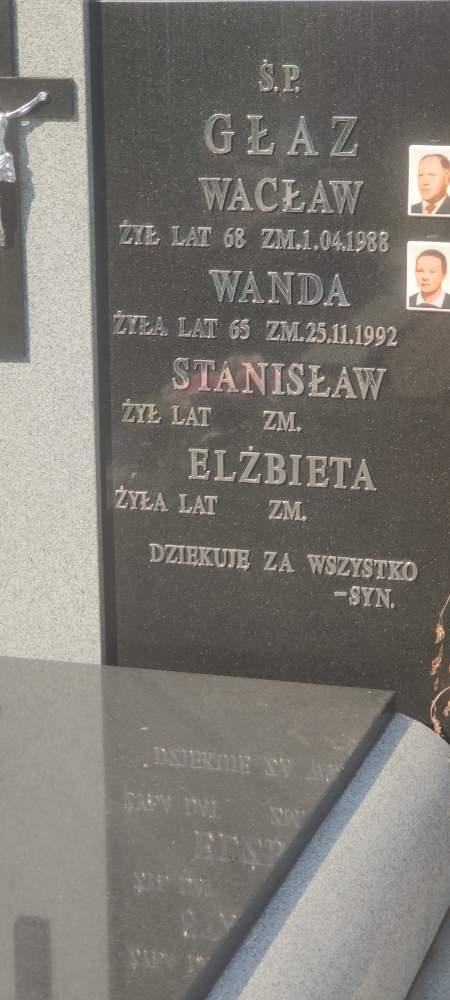 Ś.P.
GŁAZ
WACŁAW
ŻYŁ LAT 68 ZM.1.04.1988
WANDA
ŻYŁA LAT 65 ZM.25.11.1992
STANISŁAW
ŻYŁ LAT ZM.
ELŻBIETA
ŻYŁA LAT ZM.
DZIĘKUJĘ ZA WSZYSTKO
-SYN.